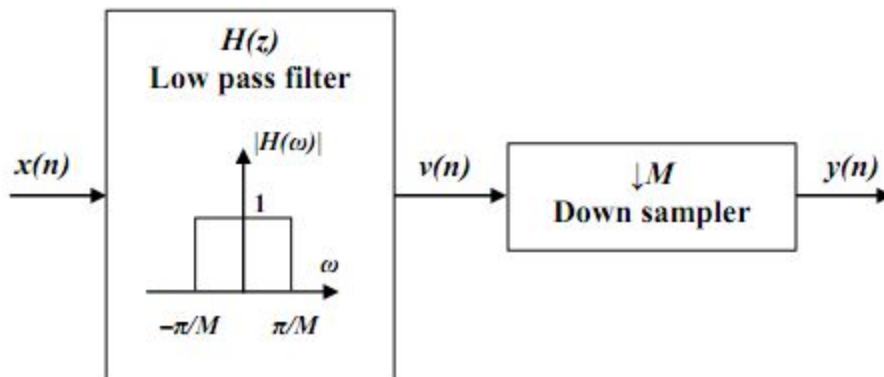 H(z)
Low pass filter
|H(ω)|
x(n)
v(n)
↓M
y(n)
Down sampler
1
ω
−π/M
π/M